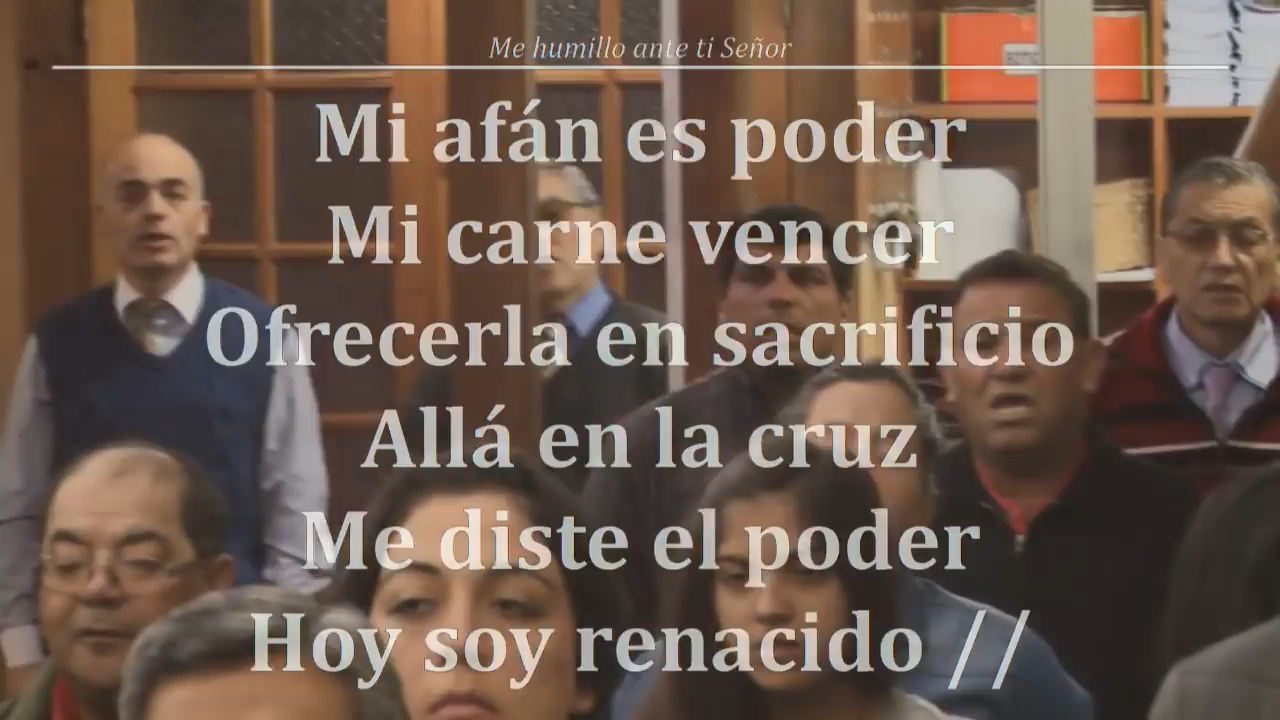 Me humillo ante ti Señor
Mi afán es poder
Mi carne vencer
Ofrecerla en sacrificio
Allá en la cruz
Me diste el poder
Hoy soy renacido //